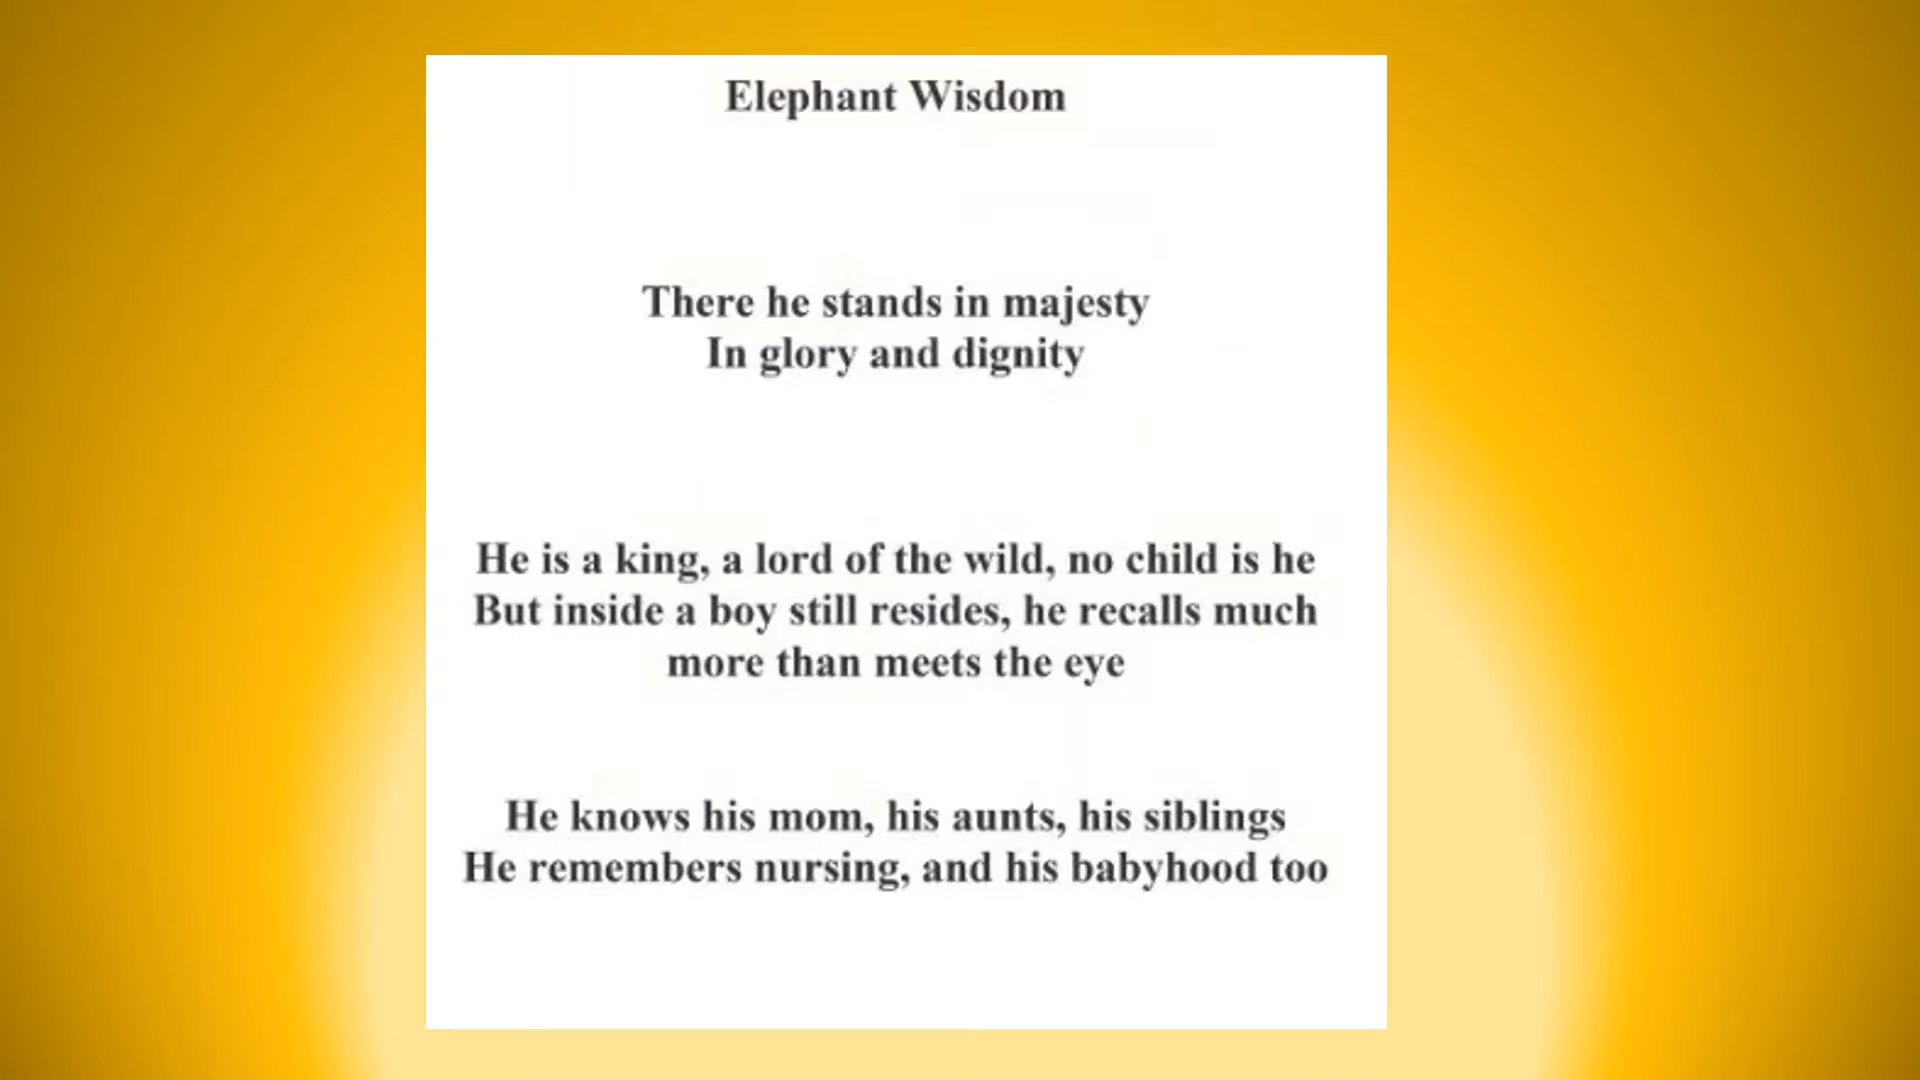 Elephant Wisdom
There he stands in majesty
In glory and dignity
He is a king, a lord of the wild, no child is he
But inside a boy still resides, he recalls much
more than meets the eye
He knows his mom, his aunts, his siblings
He remembers nursing, and his babyhood too